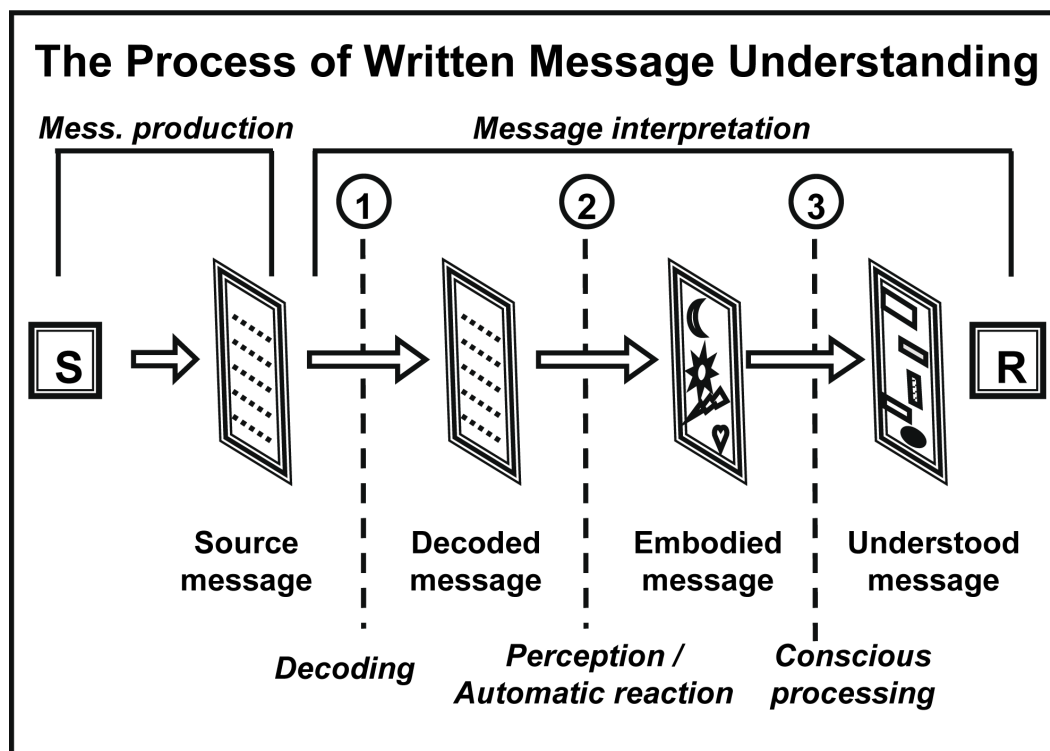 The Process of Written Message Understanding
Mess. production
Message interpretation
1
2
3
S
R
Source
message
Decoded
message
Embodied
message
Understood
message
Decoding
Perception /
Automatic reaction
Conscious
processing